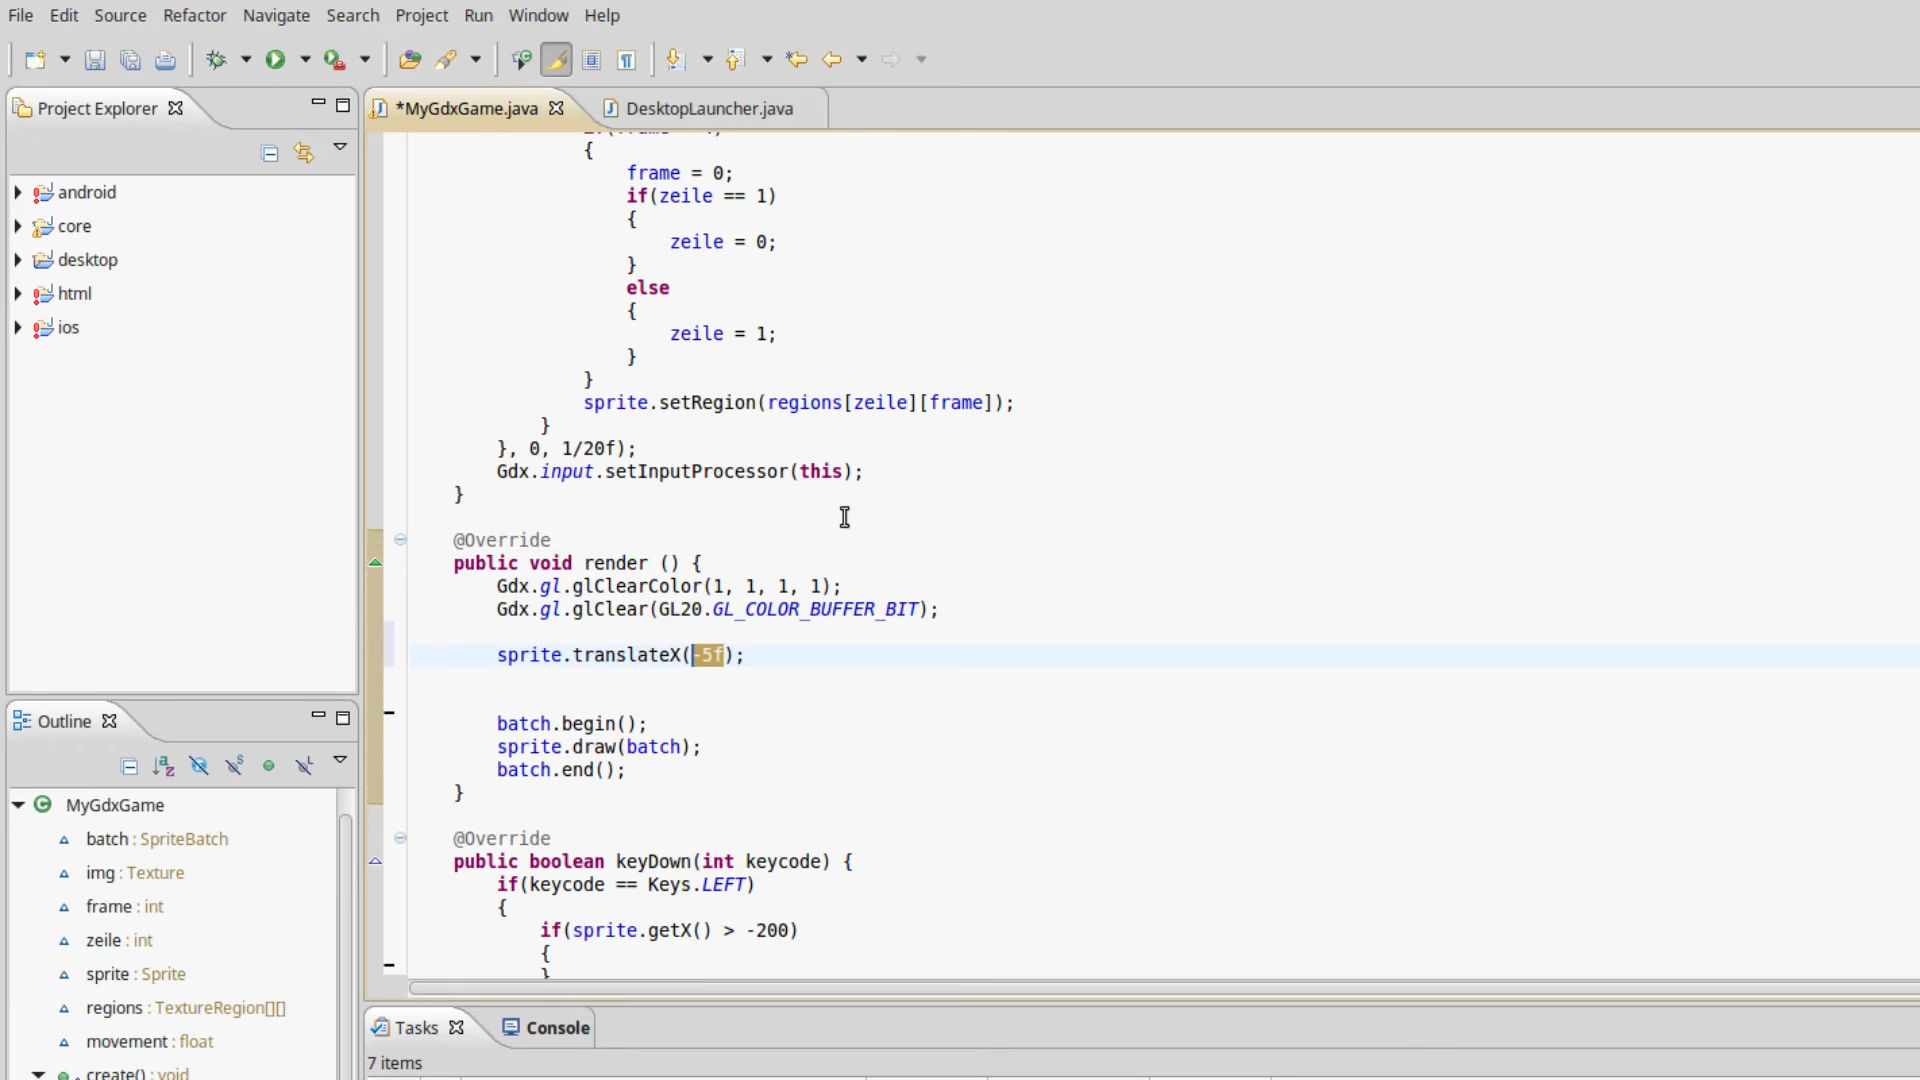 File Edit Source Refactor Navigate Search Project Run Window Help
Project Explorer
*MyGdxGame.java
DesktopLauncher.java
android
core
desktop
html
ios
{
frame = 0;
if(zeile == 1)
{
zeile = 0;
}
else
{
zeile = 1;
}
}
sprite.setRegion(regions[zeile][frame]);
}
}, 0, 1/20f);
Gdx.input.setInputProcessor(this);
}
@Override
public void render () {
Gdx.gl.glClearColor(1, 1, 1, 1);
Gdx.gl.glClear(GL20.GL_COLOR_BUFFER_BIT);
sprite.translateX(-5f);
batch.begin();
sprite.draw(batch);
batch.end();
}
@Override
public boolean keyDown(int keycode) {
if(keycode == Keys.LEFT)
{
if(sprite.getX() > -200)
{
}
Outline
MyGdxGame
batch : SpriteBatch
img : Texture
frame : int
zeile : int
sprite : Sprite
regions : TextureRegion[][]
movement : float
create() : void
Tasks
Console
7 items